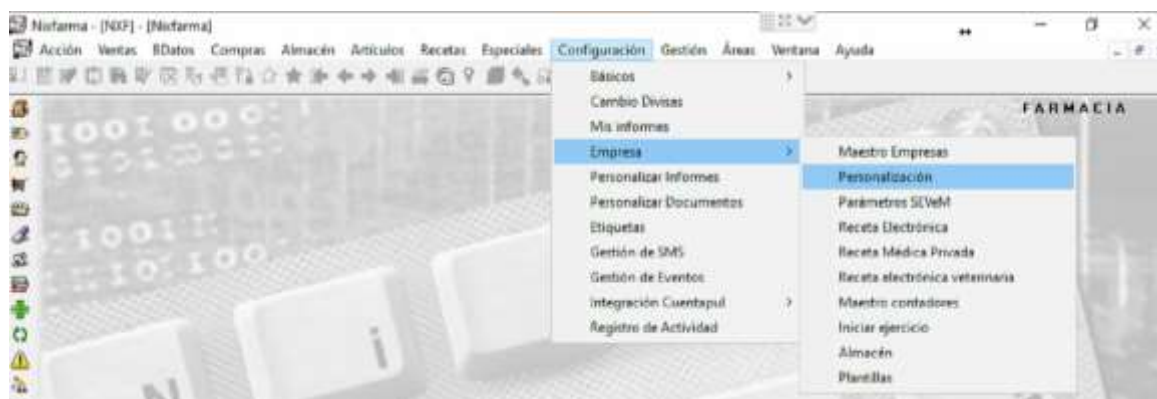 Nixfarma - [NXF] - [Nixfarma]
Acción Ventas BDatos Compras Almacén Artículos Recetas Especiales Configuración Gestión Áreas Ventana Ayuda
Básicos
Cambio Divisas
Mis informes
Empresa
Personalizar Informes
Personalizar Documentos
Etiquetas
Gestión de SMS
Gestión de Eventos
Integración Cuentapul
Registro de Actividad
FARMACIA
Maestro Empresas
Personalización
Parámetros SEVeM
Receta Electrónica
Receta Médica Privada
Receta electrónica veterinaria
Maestro contadores
Iniciar ejercicio
Almacén
Plantillas
N
i